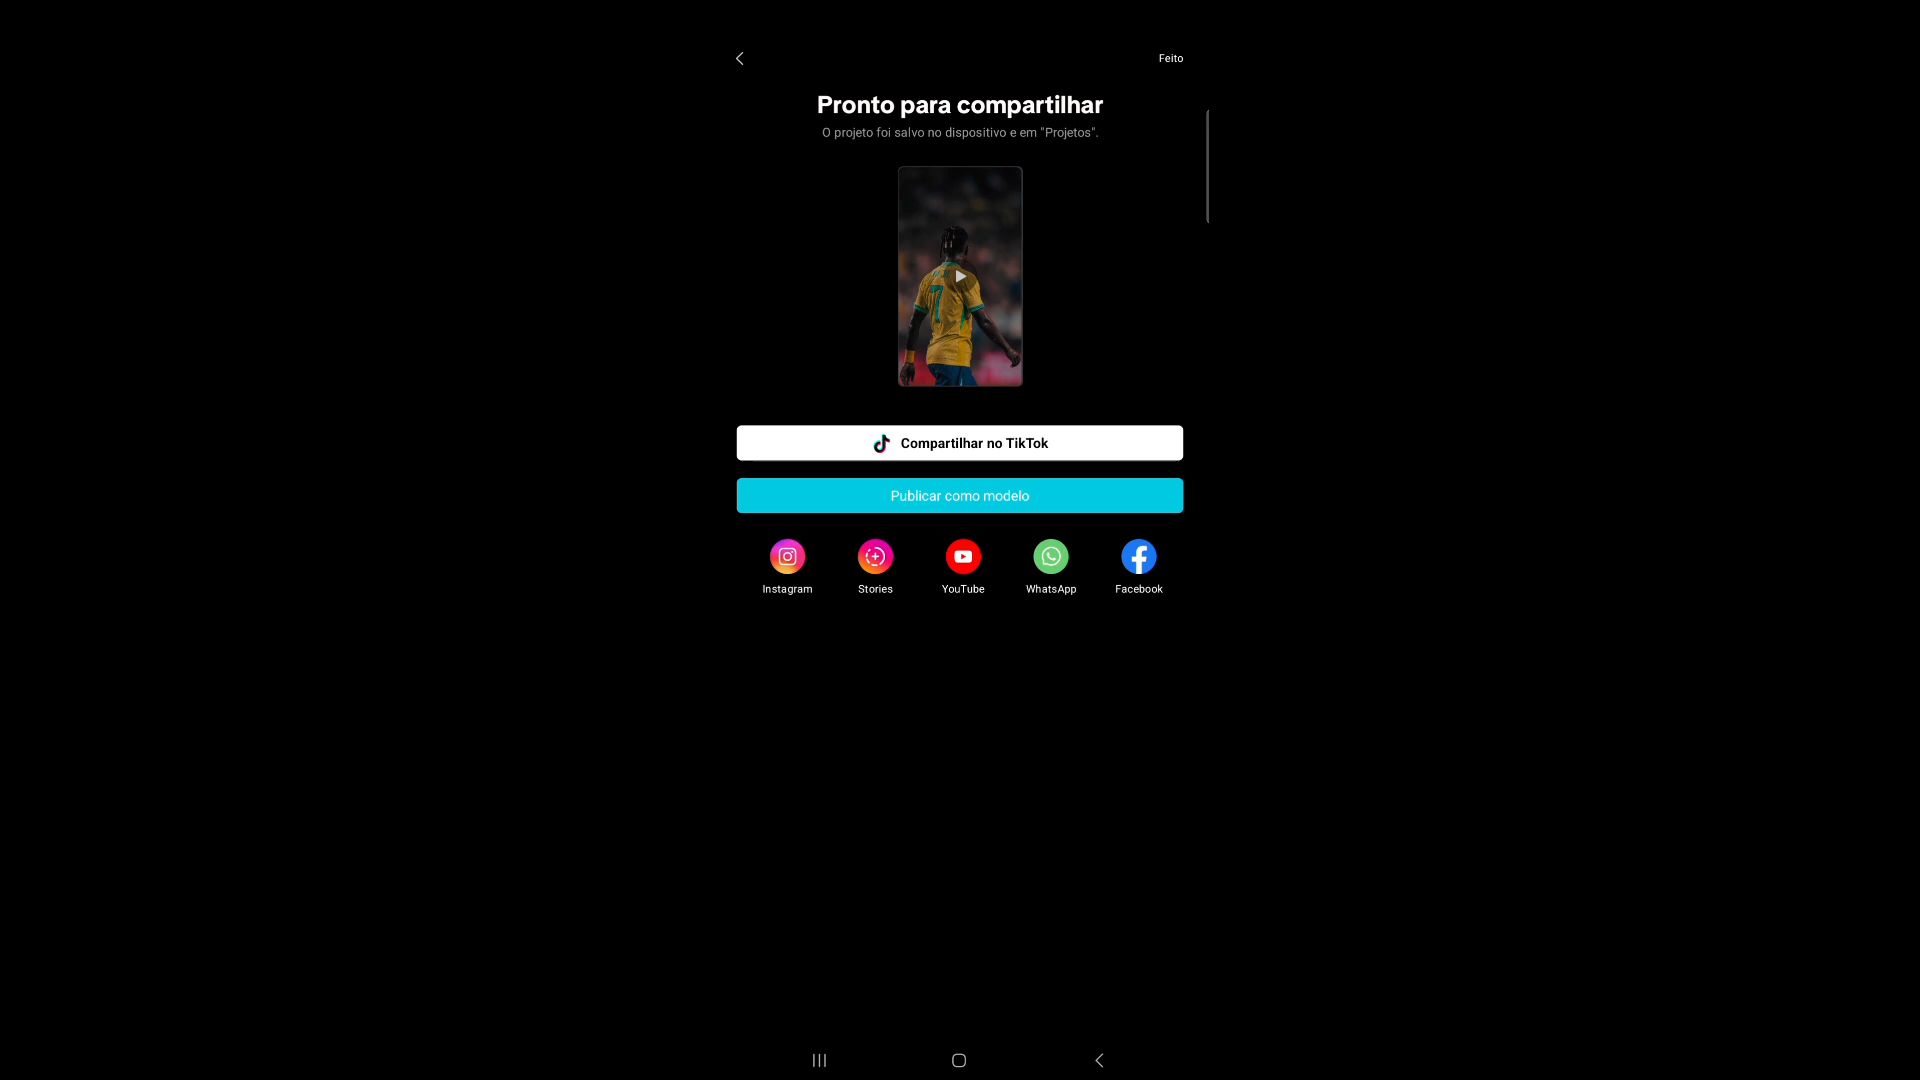 Feito
Pronto para compartilhar
O projeto foi salvo no dispositivo e em "Projetos".
7
Compartilhar no TikTok
Publicar como modelo
Instagram
Stories
YouTube
WhatsApp
Facebook